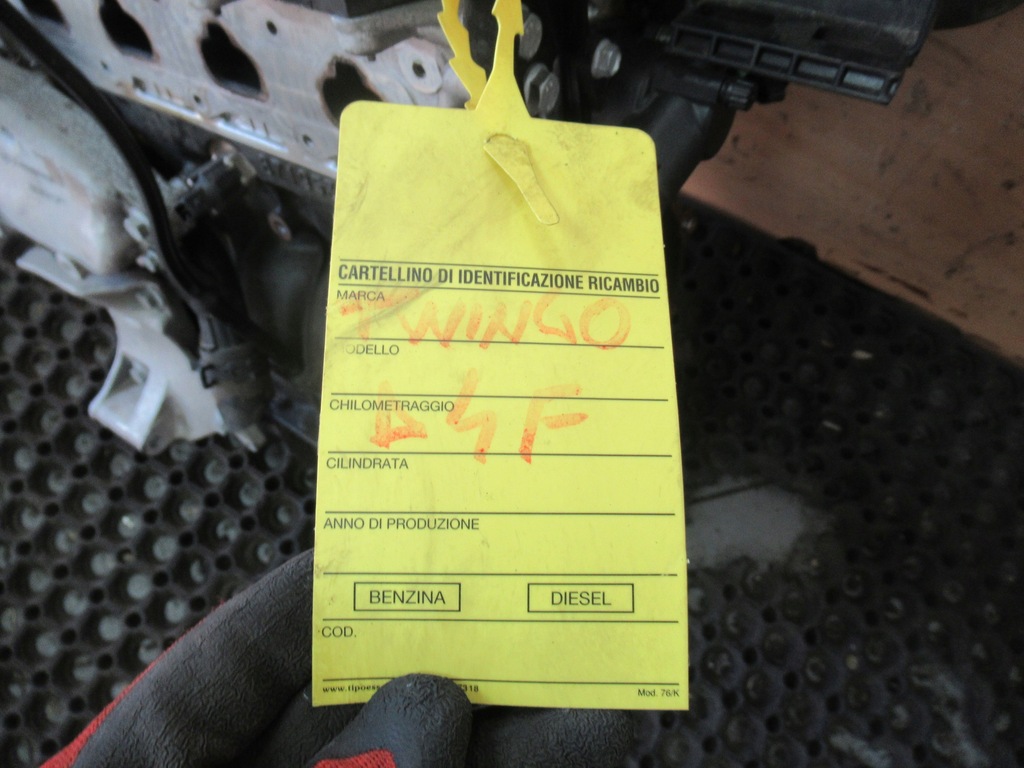 CARTELLINO DI IDENTIFICAZIONE RICAMBIO
MARCA
TWINGO
MODELLO
CHILOMETRAGGIO
D4F
CILINDRATA
ANNO DI PRODUZIONE
BENZINA DIESEL
COD.
Mod. 76/K